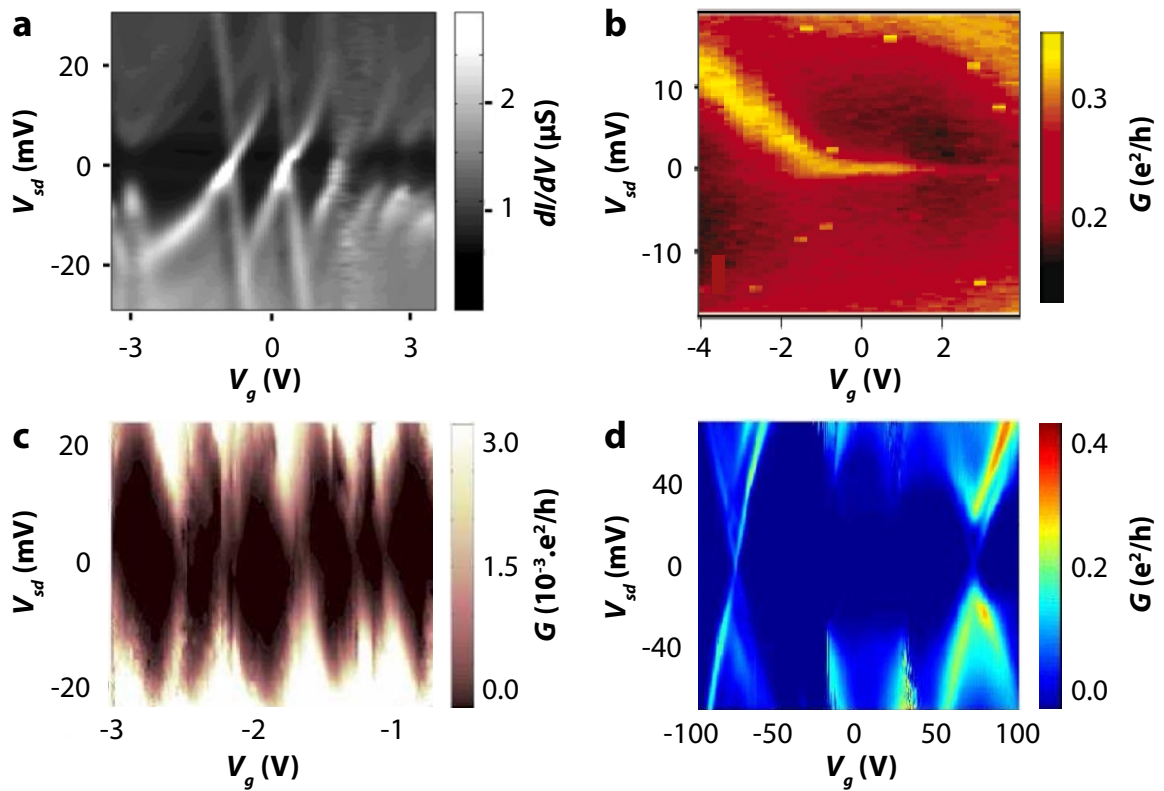 a
20
0
-20
V_sd (mV)
-3 0 3
V_g (V)
2
1
dI/dV (µS)
b
10
0
-10
V_sd (mV)
-4 -2 0 2
V_g (V)
0.3
0.2
G (e²/h)
c
20
0
-20
V_sd (mV)
-3 -2 -1
V_g (V)
3.0
1.5
0.0
G (10⁻³.e²/h)
d
40
0
-40
V_sd (mV)
-100 -50 0 50 100
V_g (V)
0.4
0.2
0.0
G (e²/h)